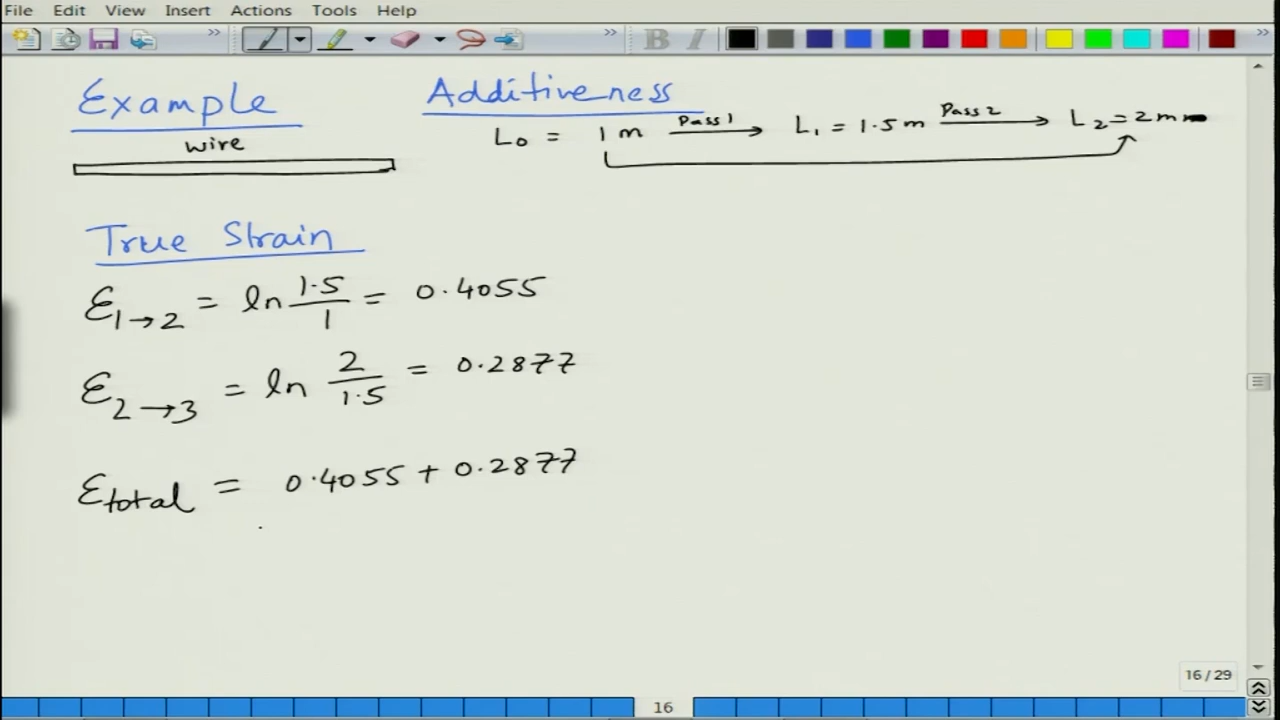 File Edit View Insert Actions Tools Help
Example Additiveness
wire
L₀ = 1 m Pass 1 → L₁ = 1.5 m Pass 2 → L₂ = 2 m
True Strain
ε₁→₂ = ln 1.5/1 = 0.4055
ε₂→₃ = ln 2/1.5 = 0.2877
εtotal = 0.4055 + 0.2877
16 / 29
16